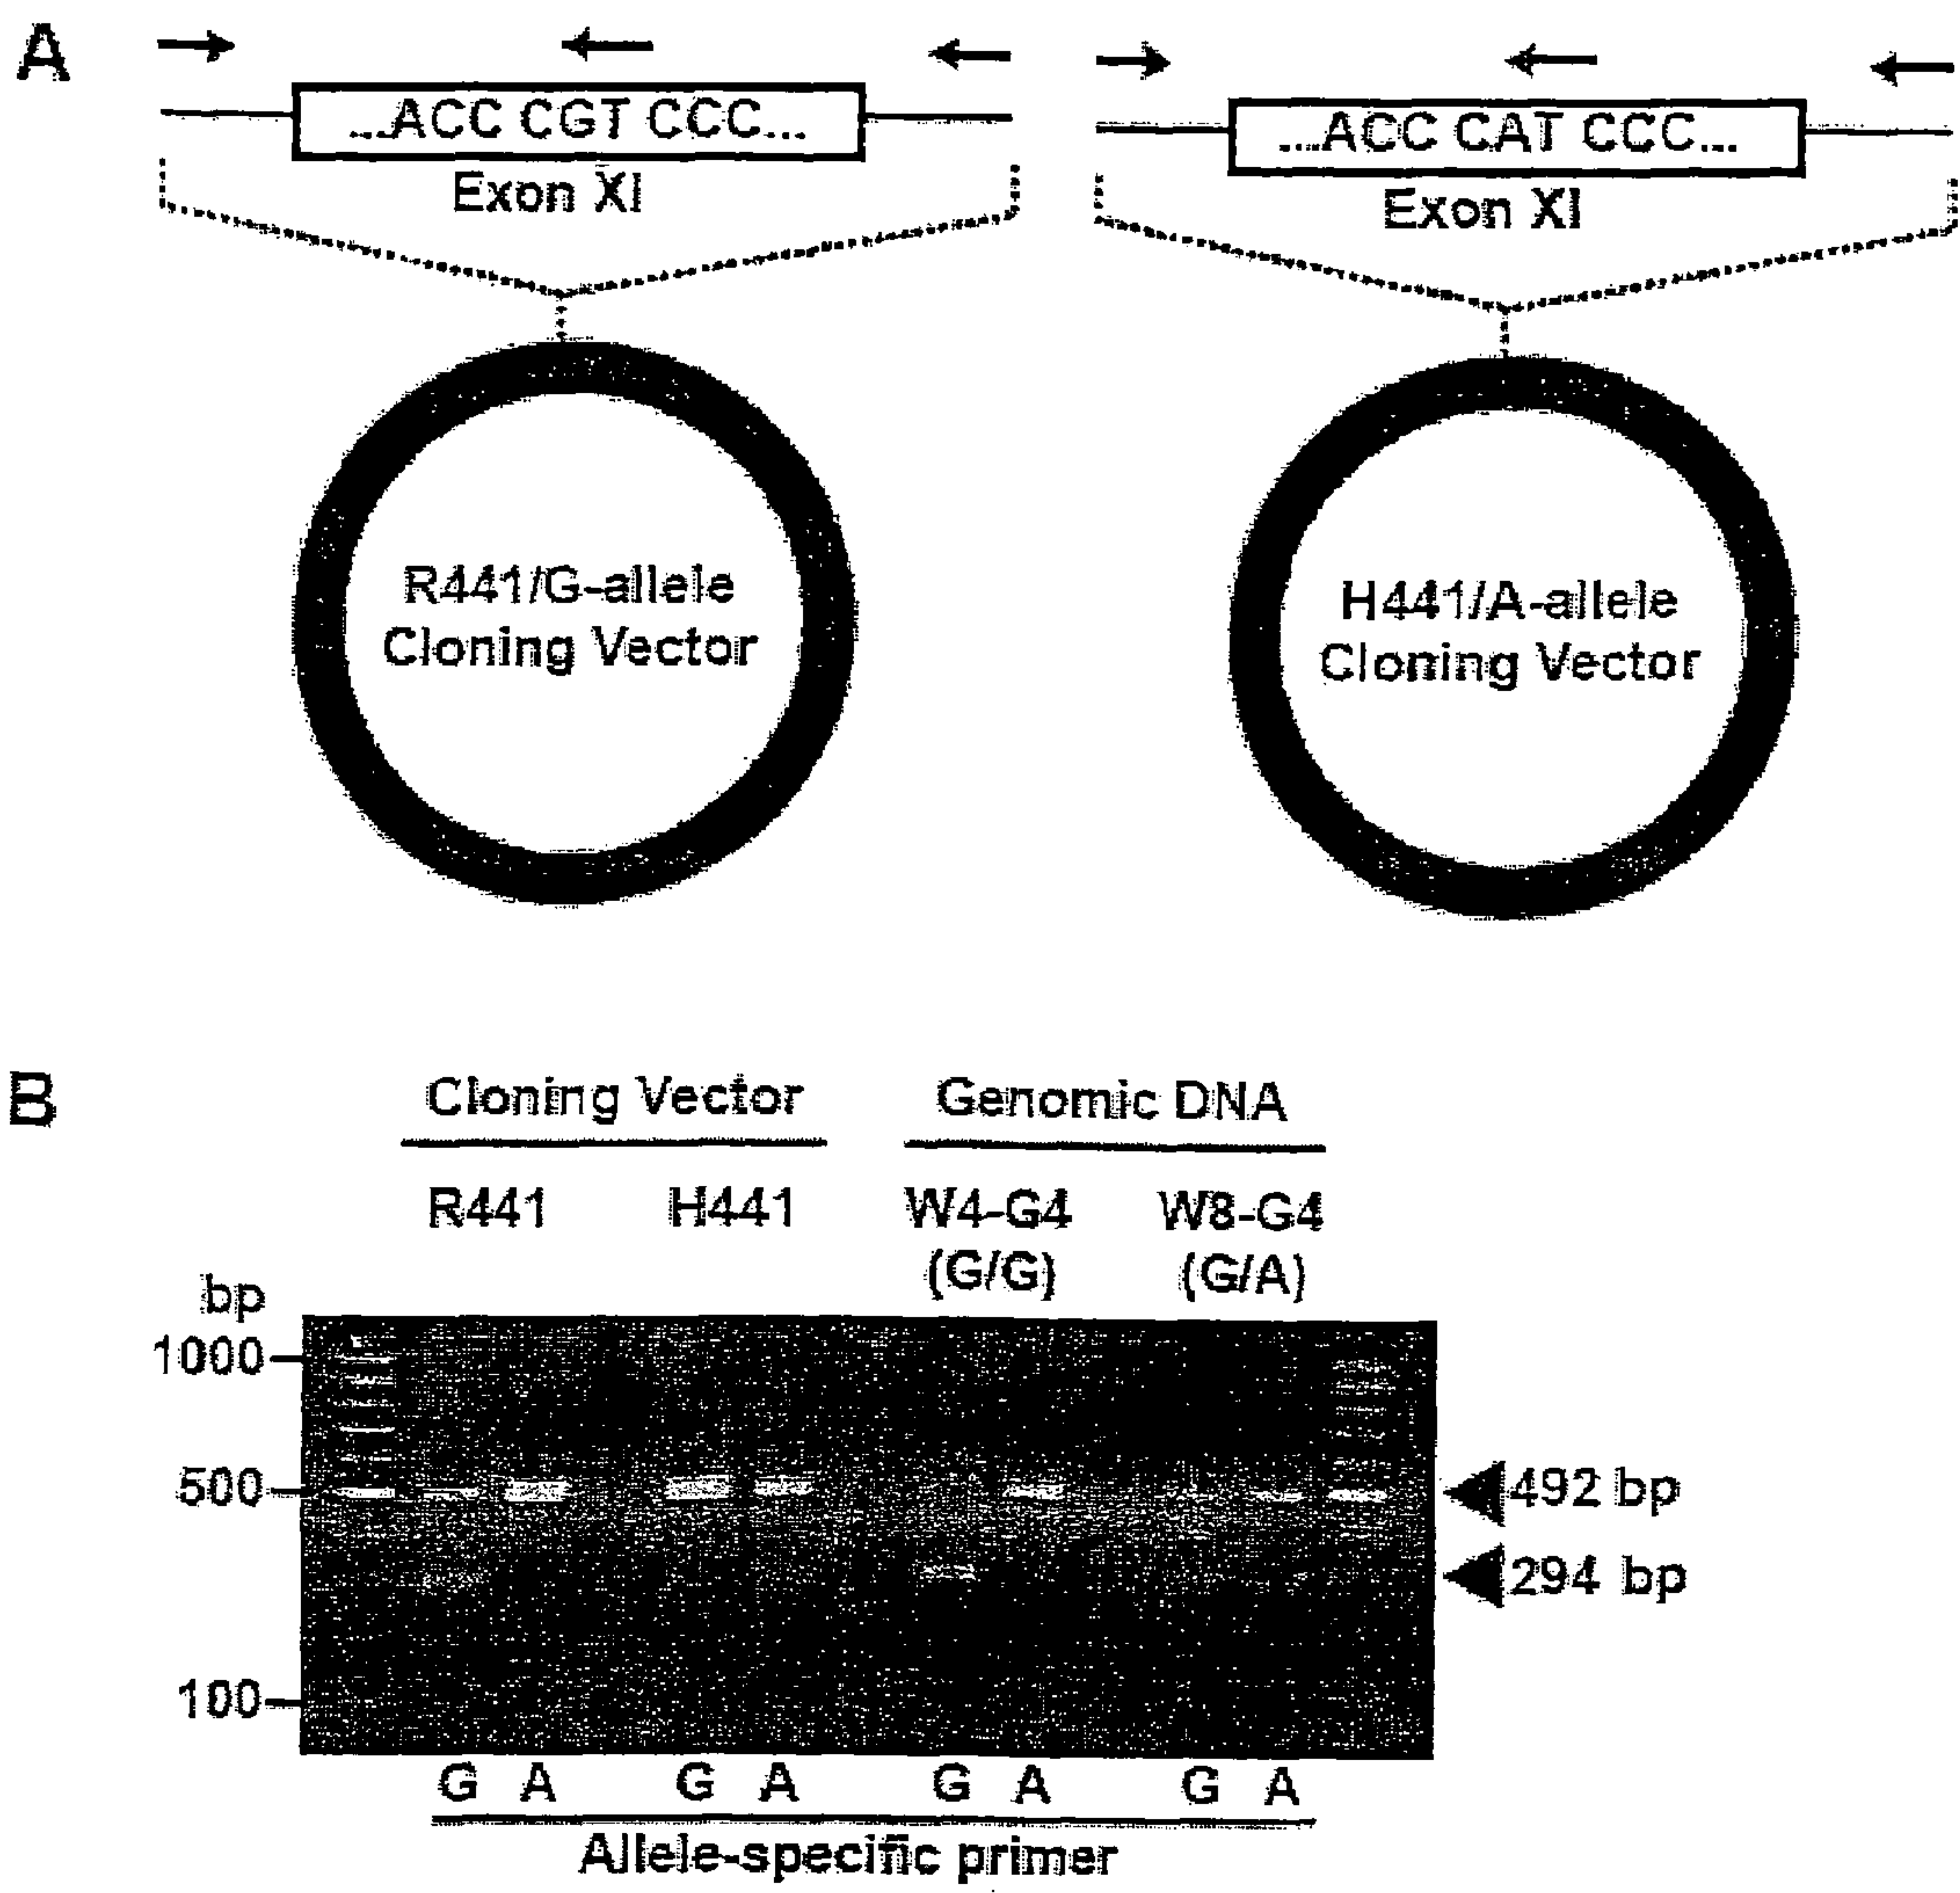 A
...ACC CGT CCC...
Exon XI
...ACC CAT CCC...
Exon XI
R441/G-allele
Cloning Vector
H441/A-allele
Cloning Vector
B
Cloning Vector
Genomic DNA
R441
H441
W4-G4
(G/G)
W8-G4
(G/A)
bp
1000
500
100
492 bp
294 bp
G A G A G A G A
Allele-specific primer